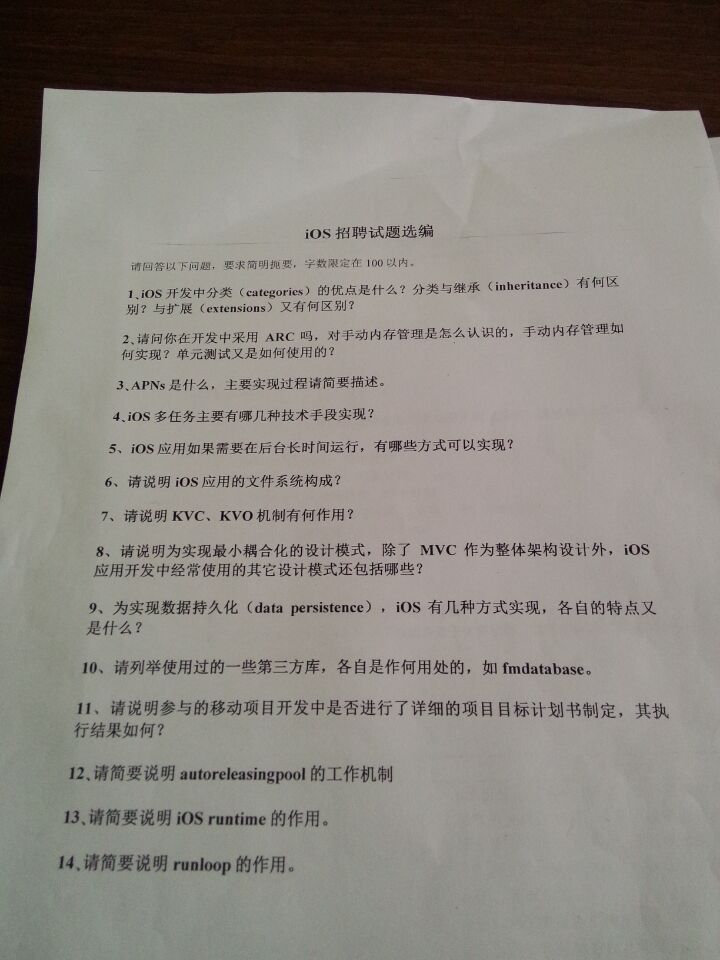 iOS 招聘试题选编
请回答以下问题，要求简明扼要，字数限定在 100 以内。
1、iOS 开发中分类（categories）的优点是什么？分类与继承（inheritance）有何区
别？与扩展（extensions）又有何区别？
2、请问你在开发中采用 ARC 吗，对手动内存管理是怎么认识的，手动内存管理如
何实现？单元测试又是如何使用的？
3、APNs 是什么，主要实现过程请简要描述。
4、iOS 多任务主要有哪几种技术手段实现？
5、iOS 应用如果需要在后台长时间运行，有哪些方式可以实现？
6、请说明 iOS 应用的文件系统构成？
7、请说明 KVC、KVO 机制有何作用？
8、请说明为实现最小耦合化的设计模式，除了 MVC 作为整体架构设计外，iOS
应用开发中经常使用的其它设计模式还包括哪些？
9、为实现数据持久化（data persistence），iOS 有几种方式实现，各自的特点又
是什么？
10、请列举使用过的一些第三方库，各自是作何用处的，如 fmdatabase。
11、请说明参与的移动项目开发中是否进行了详细的项目目标计划书制定，其执
行结果如何？
12、请简要说明 autoreleasingpool 的工作机制
13、请简要说明 iOS runtime 的作用。
14、请简要说明 runloop 的作用。